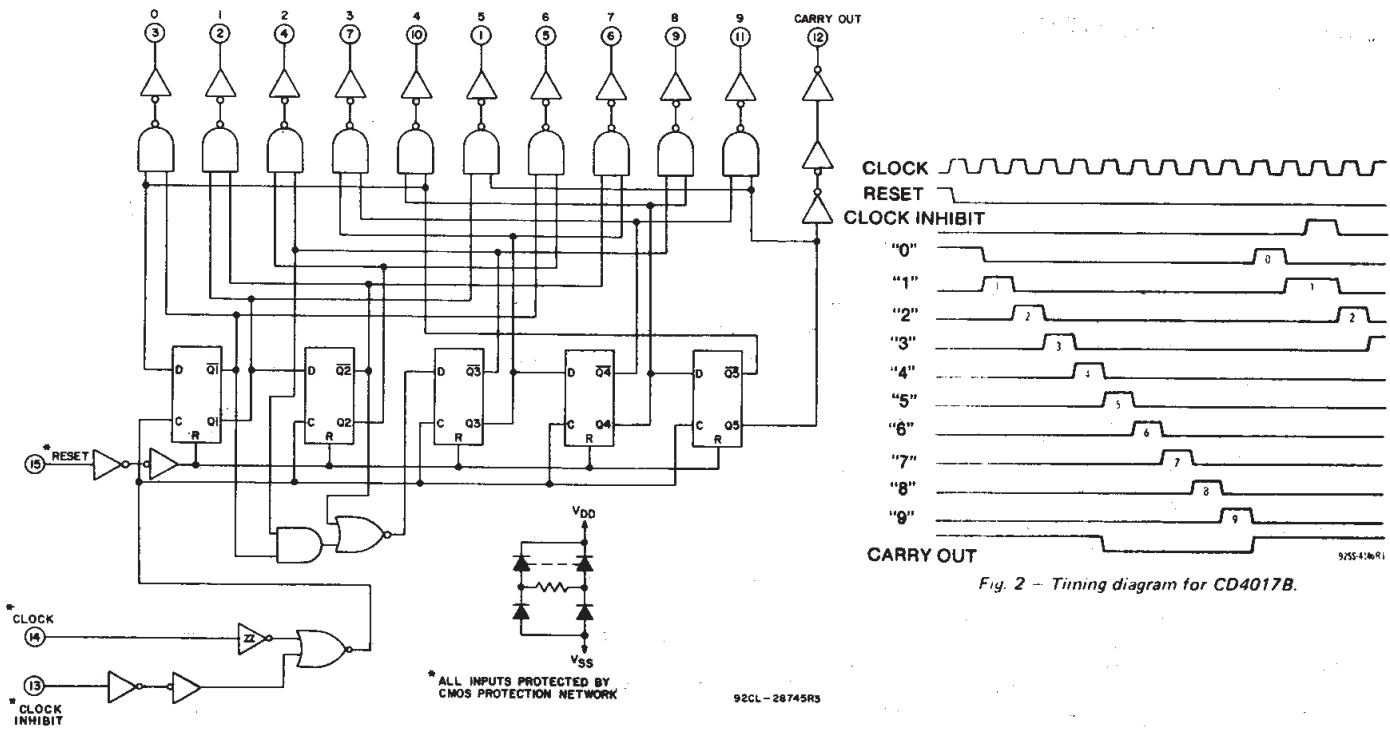 0 1 2 3 4 5 6 7 8 9 CARRY OUT
3 2 4 7 10 1 5 6 9 11 12
D Q1 D Q2 D Q3 D Q4 D Q5
C Q1 C Q2 C Q3 C Q4 C Q5
R R R R R
* RESET
15
VDD
VSS
* CLOCK
14
13
* CLOCK
INHIBIT
* ALL INPUTS PROTECTED BY
CMOS PROTECTION NETWORK
92CL-28745R5
CLOCK
RESET
CLOCK INHIBIT
"0" 0
"1" 1 1
"2" 2 2
"3" 3
"4" 4
"5" 5
"6" 6
"7" 7
"8" 8
"9" 9
CARRY OUT
Fig. 2 – Timing diagram for CD4017B.